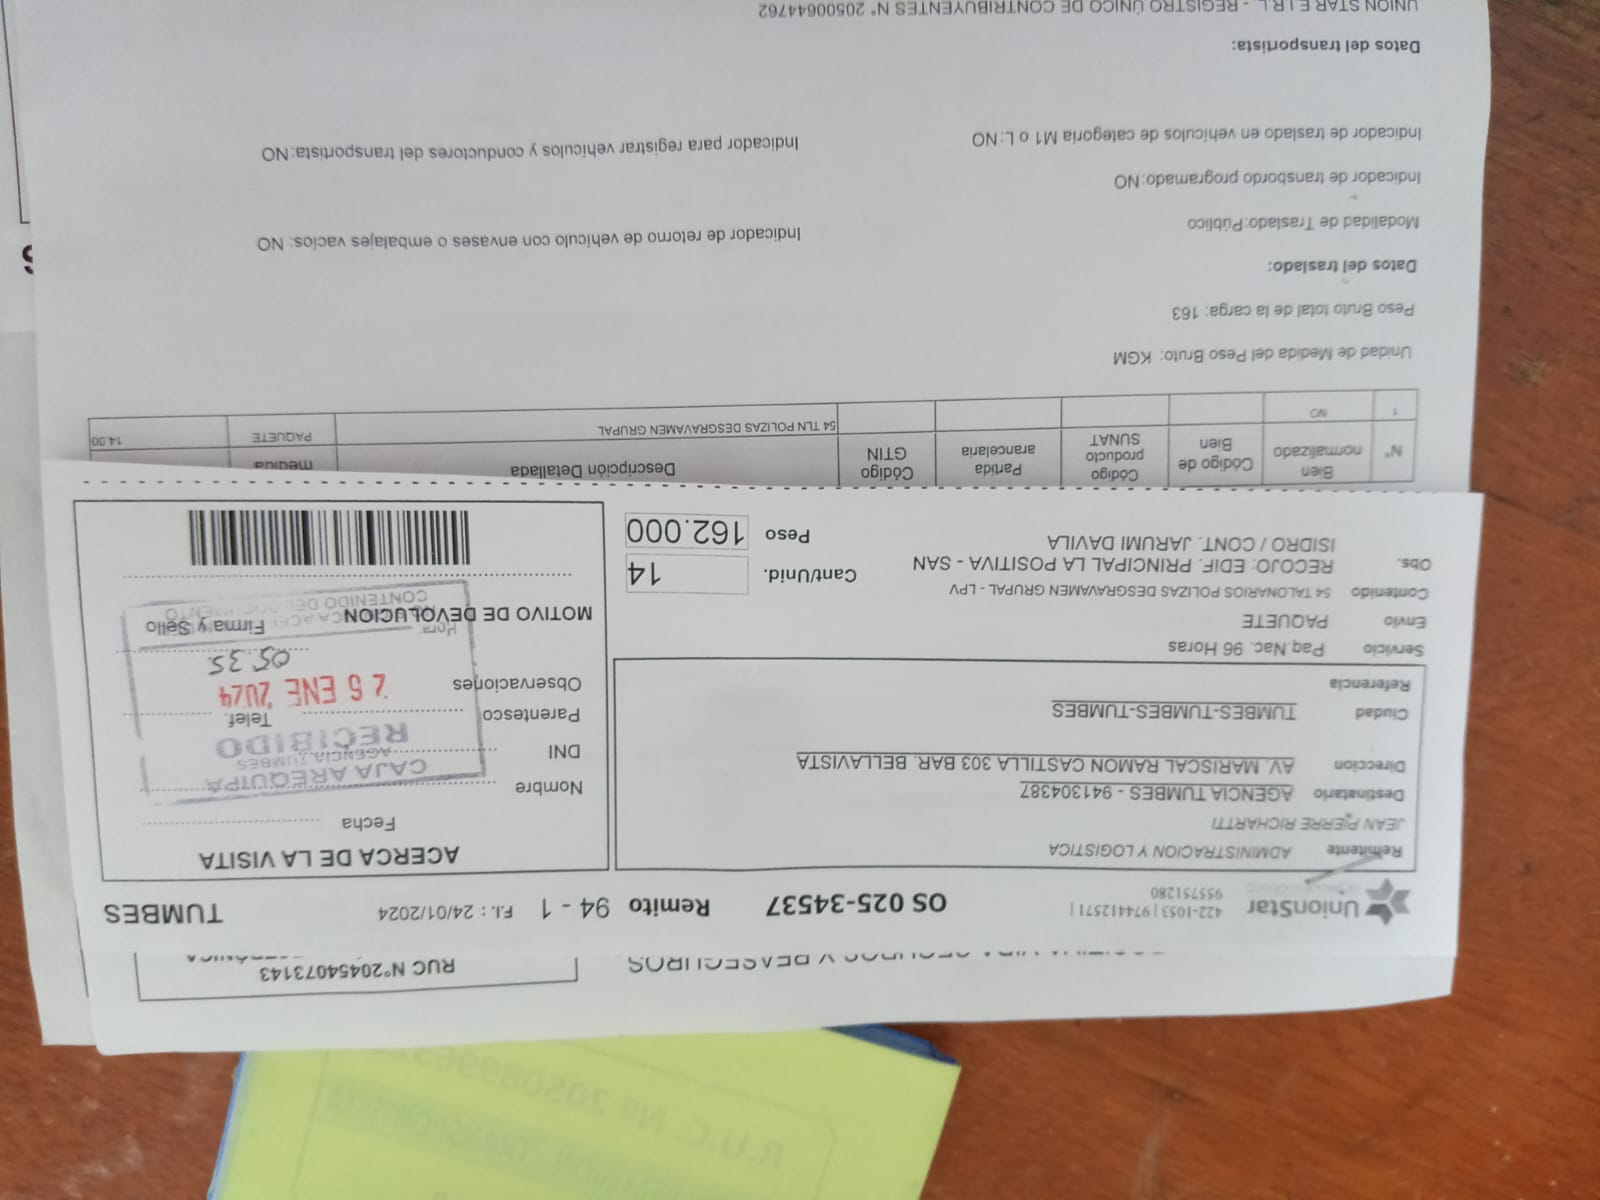 RUC N°20454073143
Y REASEGUROS
UnionStar
422-1053 | 974412571 |
955751280
OS 025-34537
Remito 94 - 1
F.I. : 24/01/2024
TUMBES
Remitente ADMINISTRACION Y LOGISTICA
JEAN PIERRE RICHARTTI
Destinatario AGENCIA TUMBES - 941304387
Direccion AV. MARISCAL RAMON CASTILLA 303 BAR. BELLAVISTA
Ciudad TUMBES-TUMBES-TUMBES
Referencia
Servicio Paq.Nac. 96 Horas
Envio PAQUETE
Contenido 54 TALONARIOS POLIZAS DESGRAVAMEN GRUPAL - LPV
Obs. RECOJO: EDIF. PRINCIPAL LA POSITIVA - SAN
ISIDRO / CONT. JARUMI DAVILA
Cant/Unid. 14
Peso 162.000
ACERCA DE LA VISITA
Fecha
Nombre
DNI
Parentesco
Telef.
Observaciones
MOTIVO DE DEVOLUCION
Firma y Sello
CAJA AREQUIPA
AGENCIA TUMBES
RECIBIDO
26 ENE 2024
05:35
Hora:
CONTENIDO DEL DOCUMENTO
N° Bien normalizado Código de Bien Código producto SUNAT Partida arancelaria Código GTIN Descripción Detallada medida
1 NO 54 TLN POLIZAS DESGRAVAMEN GRUPAL PAQUETE 14.00
Unidad de Medida del Peso Bruto: KGM
Peso Bruto total de la carga: 163
Datos del traslado:
Modalidad de Traslado:Público
Indicador de retorno de vehículo con envases o embalajes vacíos: NO
Indicador de transbordo programado:NO
Indicador de traslado en vehículos de categoría M1 o L:NO
Indicador para registrar vehículos y conductores del transportista:NO
Datos del transportista:
UNION STAR E.I.R.L. - REGISTRO ÚNICO DE CONTRIBUYENTES N° 20500644762
R.U.C. Nº